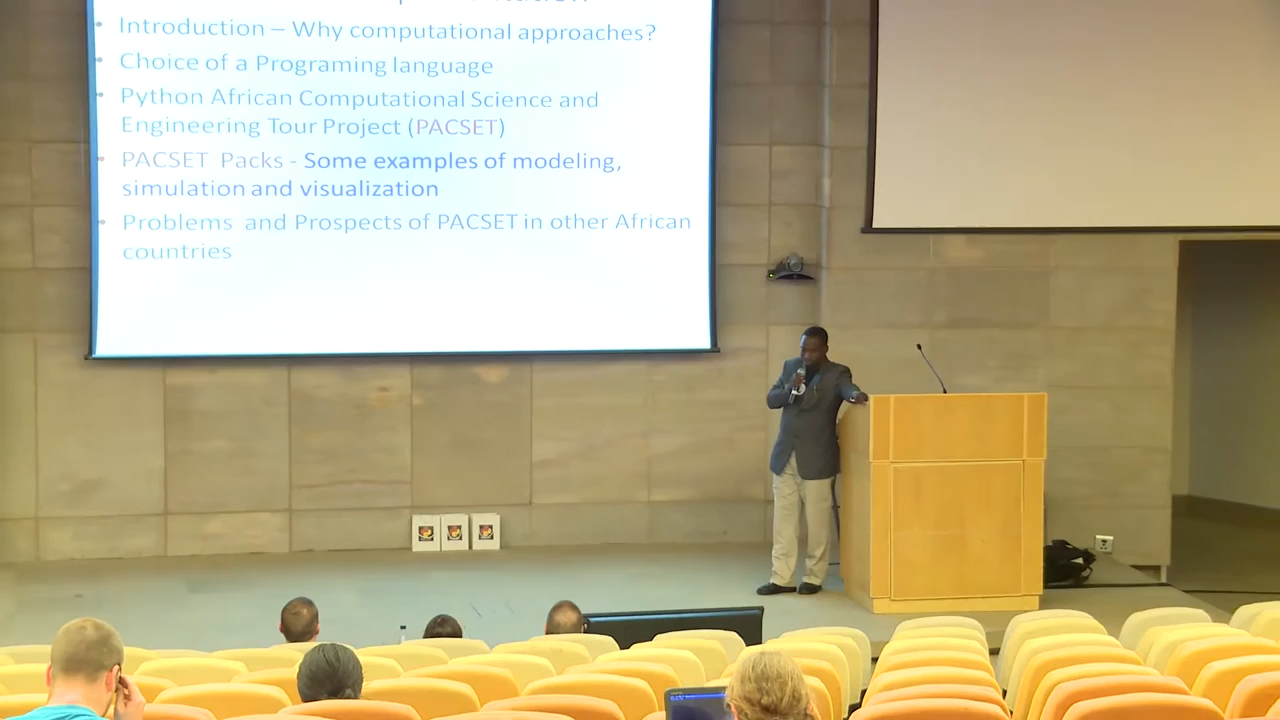 Introduction – Why computational approaches?
Choice of a Programing language
Python African Computational Science and
Engineering Tour Project (PACSET)
PACSET Packs - Some examples of modeling,
simulation and visualization
Problems and Prospects of PACSET in other African
countries